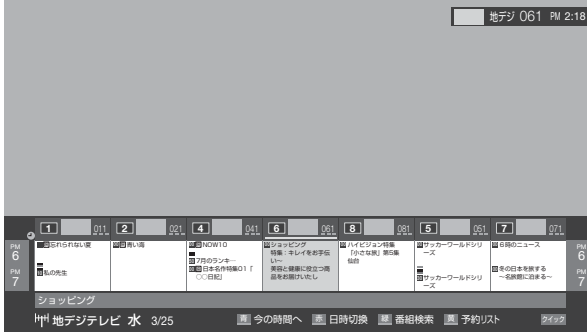 地デジ 061 PM 2:18
1 011 2 021 4 041 6 061 8 081 5 051 7 071
PM 6
PM 7
忘れられない夏
私の先生
青い海
NOW10
7月のランキ…
日本名作特集01「
○○日記」
ショッピング
特集:キレイをお手伝
い〜
美容と健康に役立つ商
品をお届けいたし
ハイビジョン特集
「小さな旅」第5集
仙台
サッカーワールドシリ
ーズ
サッカーワールドシリ
ーズ
6時のニュース
冬の日本を旅する
〜名旅館に泊まる〜
PM 6
PM 7
ショッピング
地デジテレビ 水 3/25 青 今の時間へ 赤 日時切換 緑 番組検索 黄 予約リスト クイック